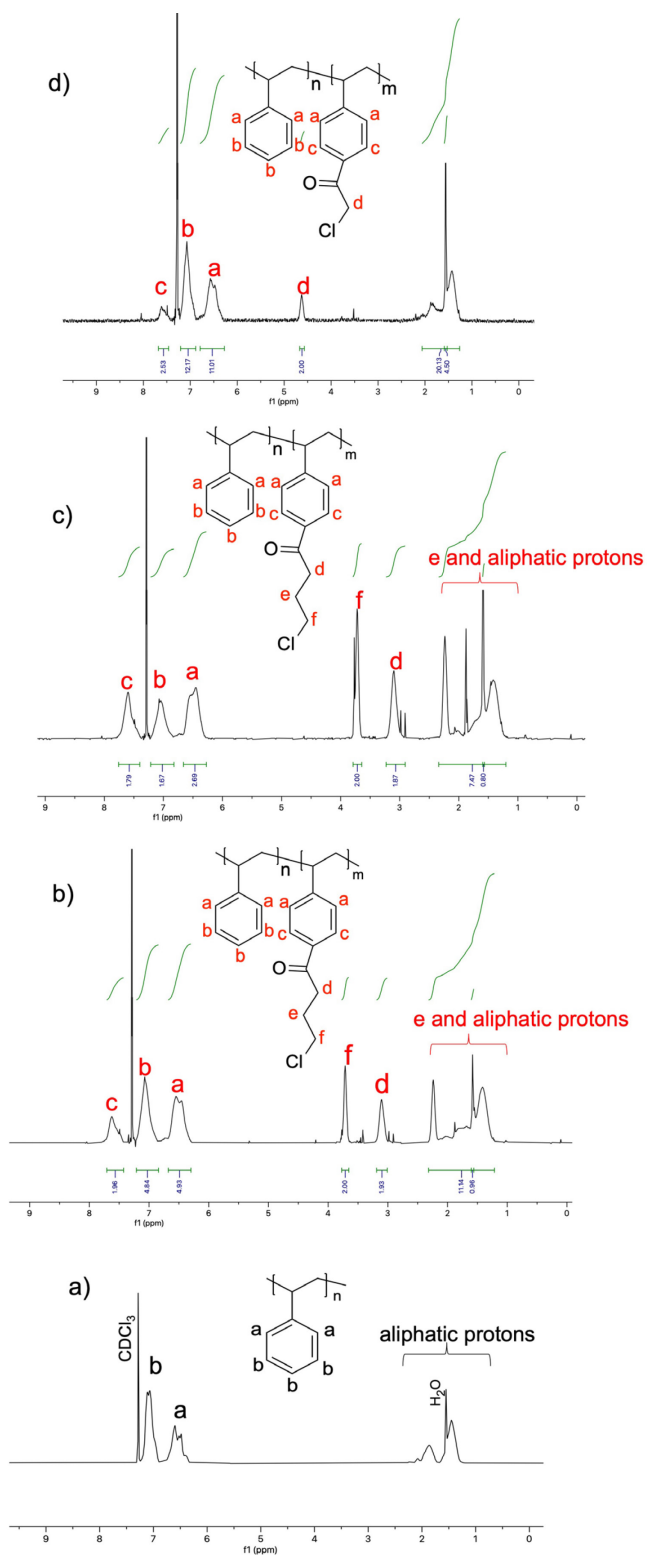 d)
n
m
a a a a
b b c c
b
O
d
Cl
c b a d
2.53 12.17 11.01 2.00 20.13 4.50
9 8 7 6 5 4 3 2 1 0
f1 (ppm)
c)
n
m
a a a a
b b c c
b
O
d
e
f
Cl
e and aliphatic protons
c b a f d
1.79 1.67 2.69 2.00 1.87 7.47 0.80
9 8 7 6 5 4 3 2 1 0
f1 (ppm)
b)
n
m
a a a a
b b c c
b
O
d
e
f
Cl
e and aliphatic protons
c b a f d
1.96 4.84 4.93 2.00 1.93 11.14 0.96
9 8 7 6 5 4 3 2 1 0
f1 (ppm)
a)
n
a a
b b
b
CDCl3
b
a
aliphatic protons
H2O
9 8 7 6 5 4 3 2 1 0
f1 (ppm)